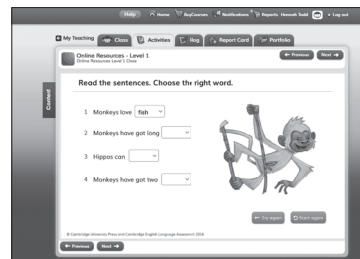 Help Home MyCourses 4 Notifications Reports Hannah Todd Log out
My Teaching Class Activities Blog Report Card Portfolio
Online Resources - Level 1
Online Resources Level 1 Class
← Previous Next →
Content
Read the sentences. Choose the right word.
1 Monkeys love fish
2 Monkeys have got long
3 Hippos can
4 Monkeys have got two
Try again Start again
© Cambridge University Press and Cambridge English Language Assessment 2016
← Previous Next →